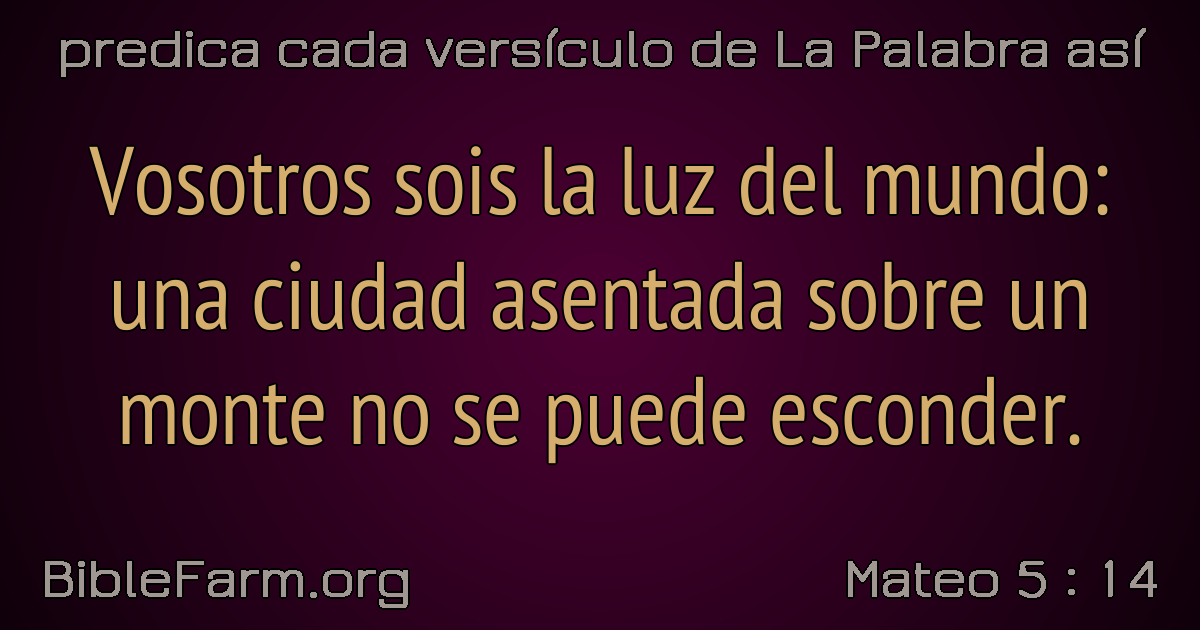 predica cada versículo de La Palabra así
Vosotros sois la luz del mundo:
una ciudad asentada sobre un
monte no se puede esconder.
BibleFarm.org
Mateo 5 : 14